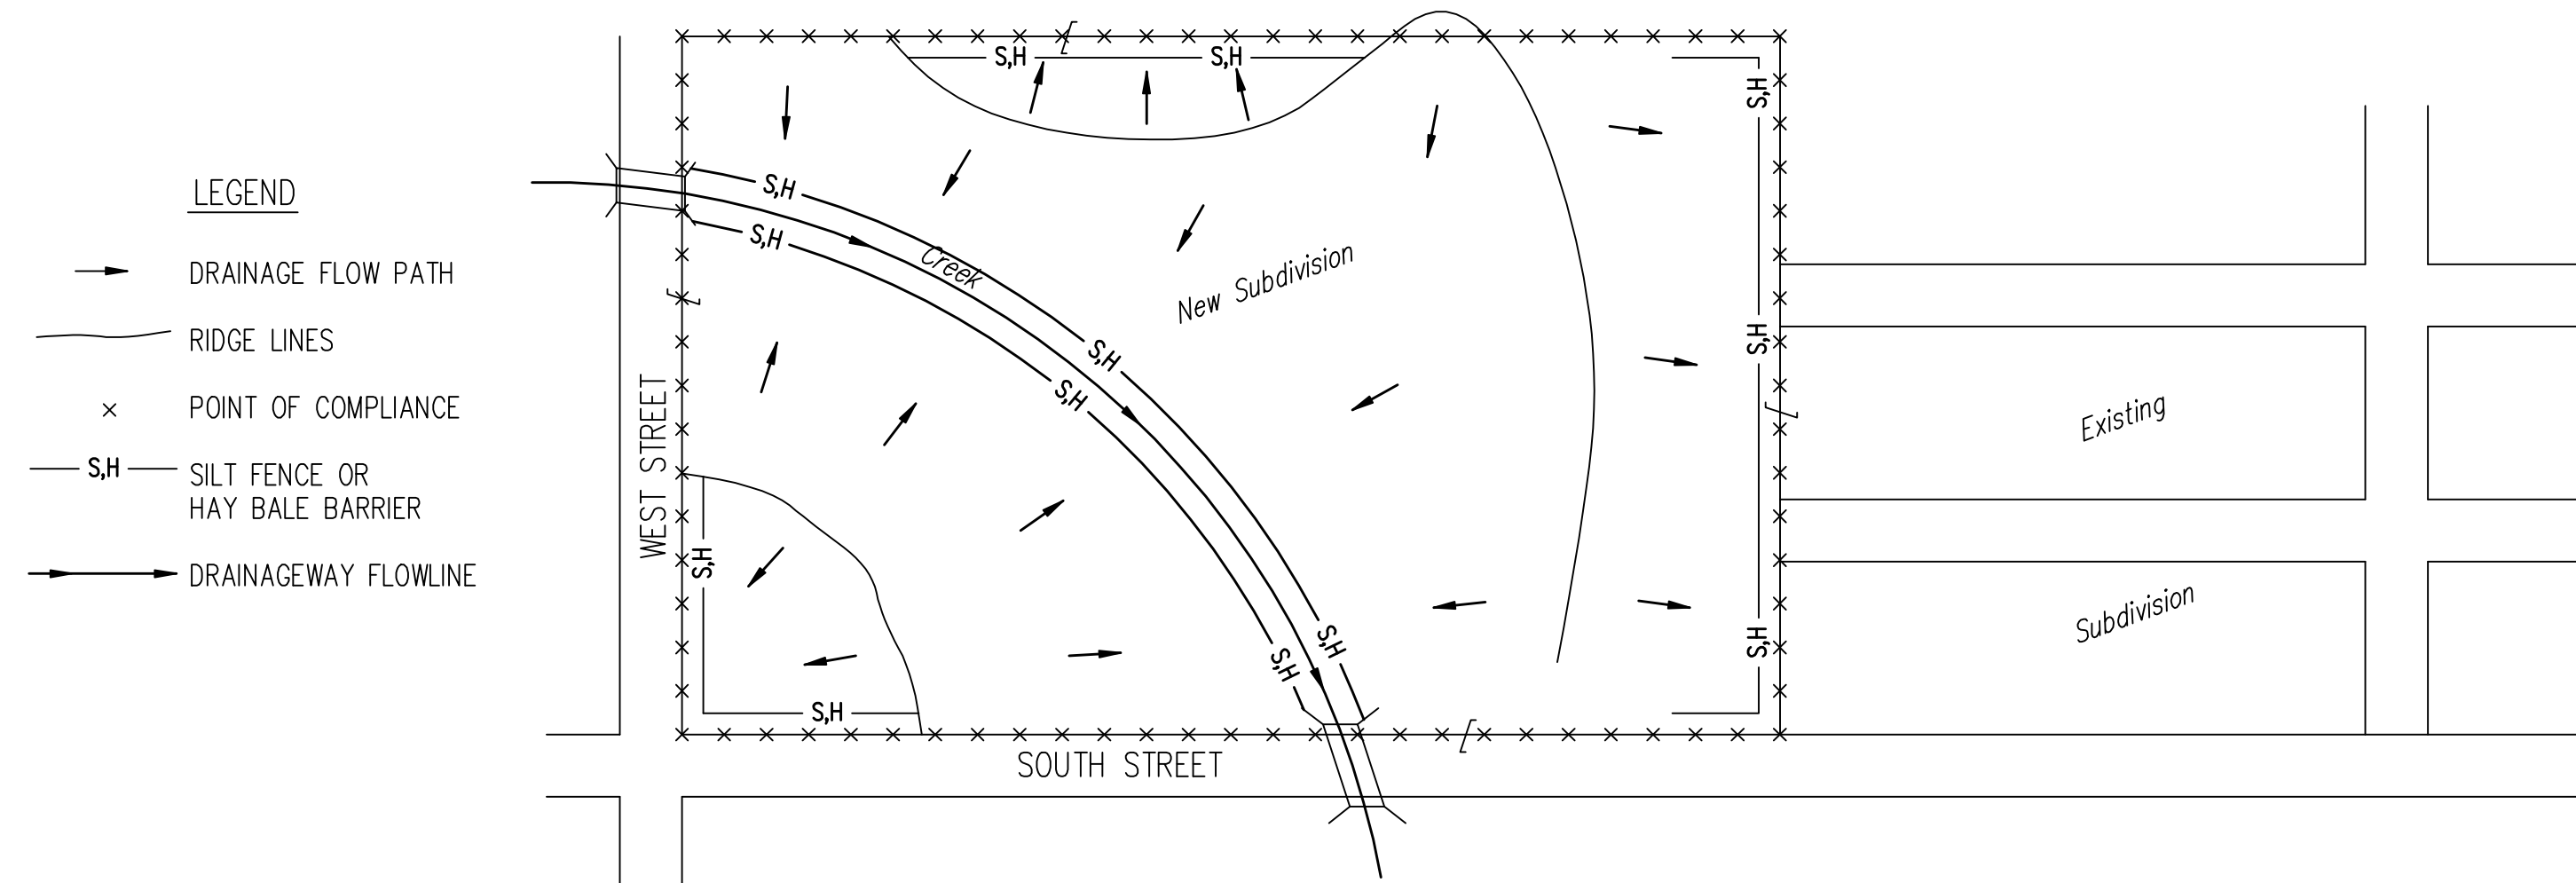 LEGEND
DRAINAGE FLOW PATH
RIDGE LINES
POINT OF COMPLIANCE
S,H
SILT FENCE OR
HAY BALE BARRIER
DRAINAGEWAY FLOWLINE
S,H
S,H
S,H
S,H
S,H
Creek
New Subdivision
S,H
S,H
S,H
WEST STREET
Existing
S,H
Subdivision
S,H
S,H
S,H
S,H
SOUTH STREET